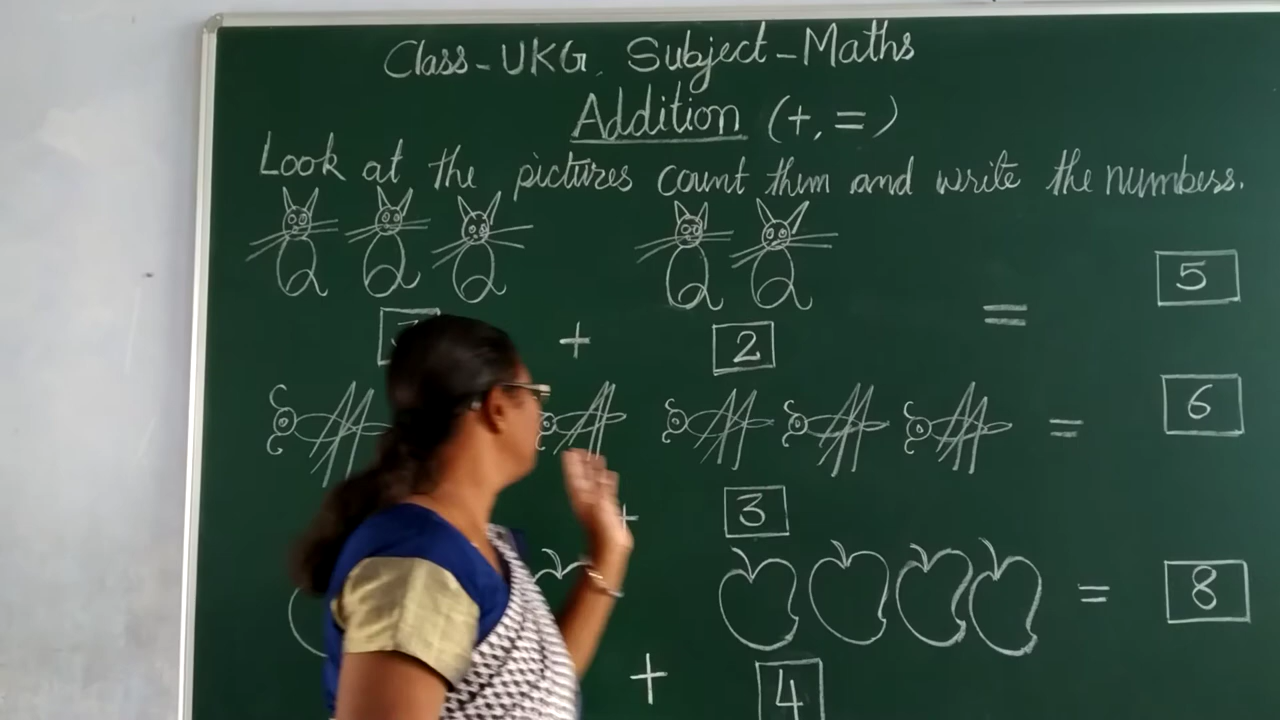 Class-UKG, Subject-Maths
Addition (+, =)
Look at the pictures count them and write the numbers.
= 5
+ 2
= 6
+ 3
= 8
+ 4